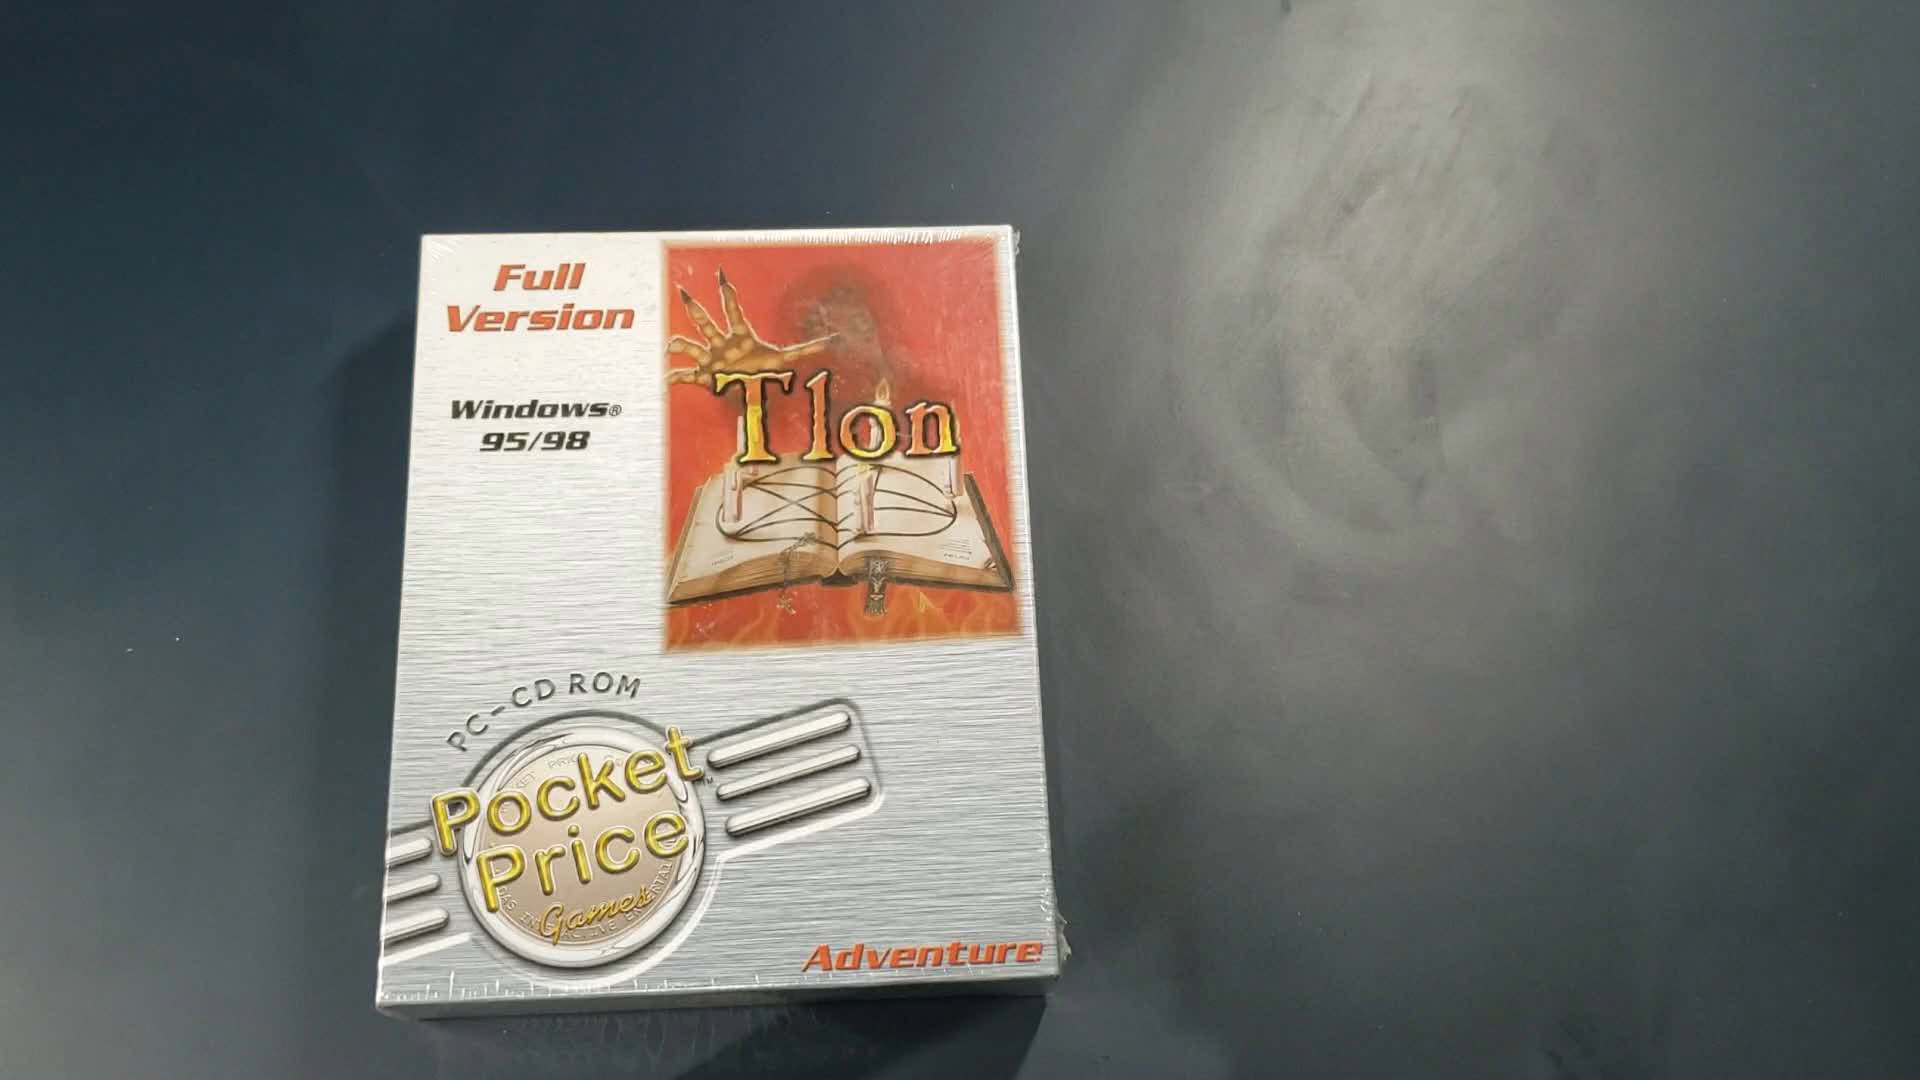 Full
Version
Windows®
95/98
Tlon
PC-CD ROM
Pocket
Price
Games
Adventure